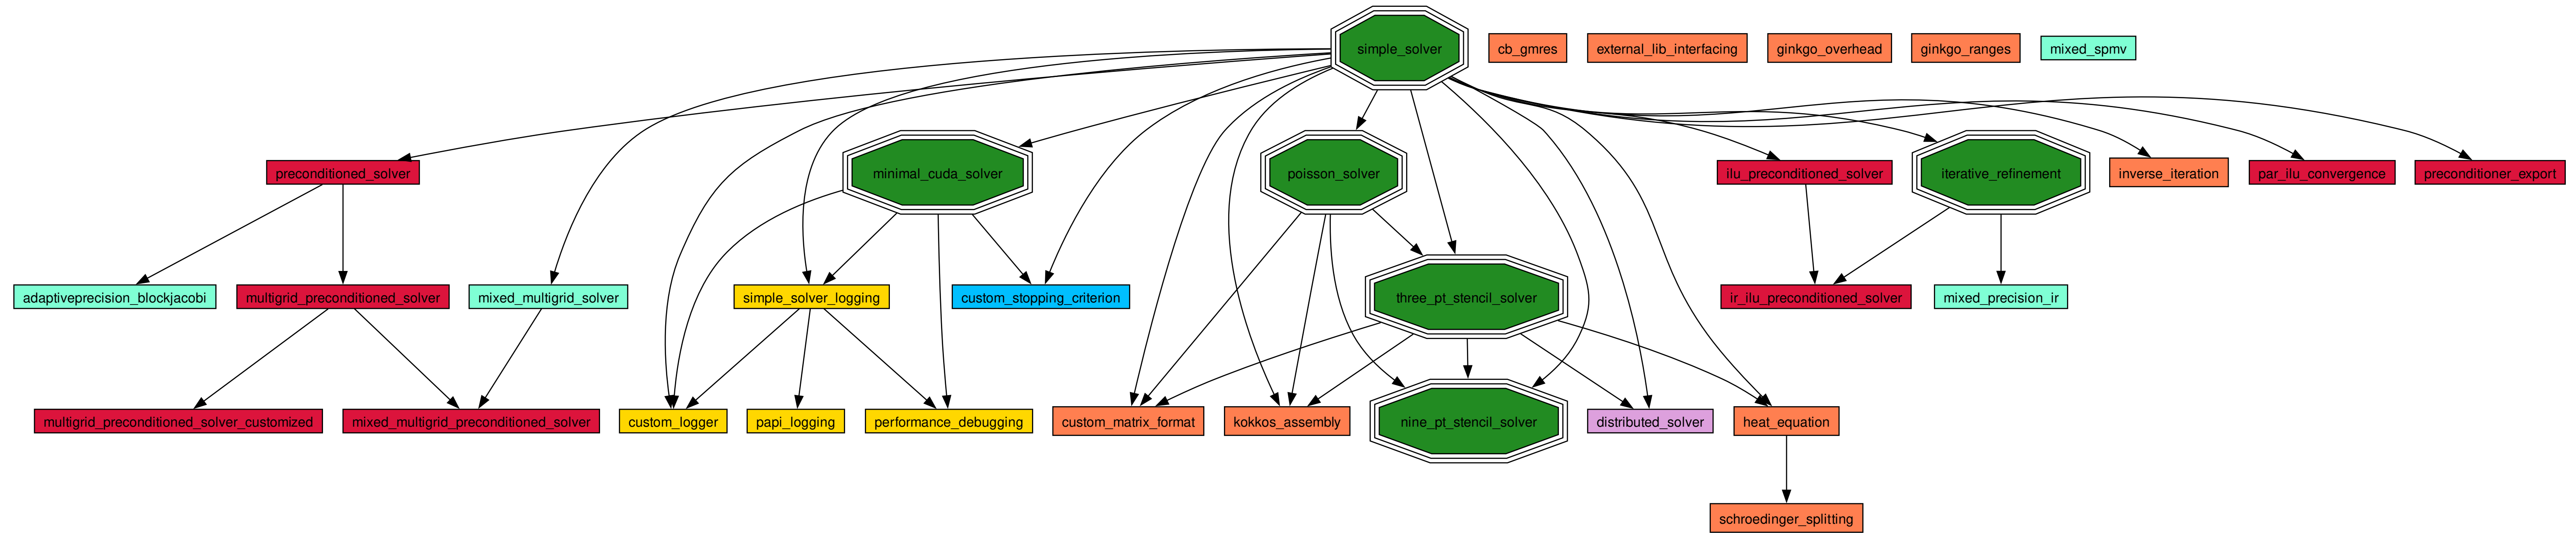 simple_solver
cb_gmres
external_lib_interfacing
ginkgo_overhead
ginkgo_ranges
mixed_spmv
preconditioned_solver
minimal_cuda_solver
poisson_solver
ilu_preconditioned_solver
iterative_refinement
inverse_iteration
par_ilu_convergence
preconditioner_export
adaptiveprecision_blockjacobi
multigrid_preconditioned_solver
mixed_multigrid_solver
simple_solver_logging
custom_stopping_criterion
three_pt_stencil_solver
ir_ilu_preconditioned_solver
mixed_precision_ir
multigrid_preconditioned_solver_customized
mixed_multigrid_preconditioned_solver
custom_logger
papi_logging
performance_debugging
custom_matrix_format
kokkos_assembly
nine_pt_stencil_solver
distributed_solver
heat_equation
schroedinger_splitting